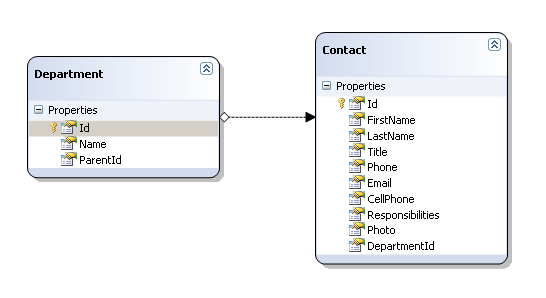 Department
Properties
Id
Name
ParentId
Contact
Properties
Id
FirstName
LastName
Title
Phone
Email
CellPhone
Responsibilities
Photo
DepartmentId